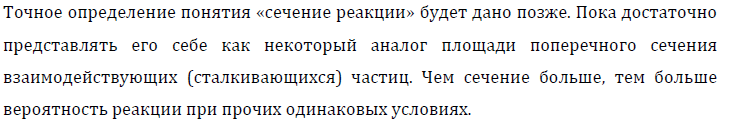 Точное определение понятия «сечение реакции» будет дано позже. Пока достаточно
представлять его себе как некоторый аналог площади поперечного сечения
взаимодействующих (сталкивающихся) частиц. Чем сечение больше, тем больше
вероятность реакции при прочих одинаковых условиях.